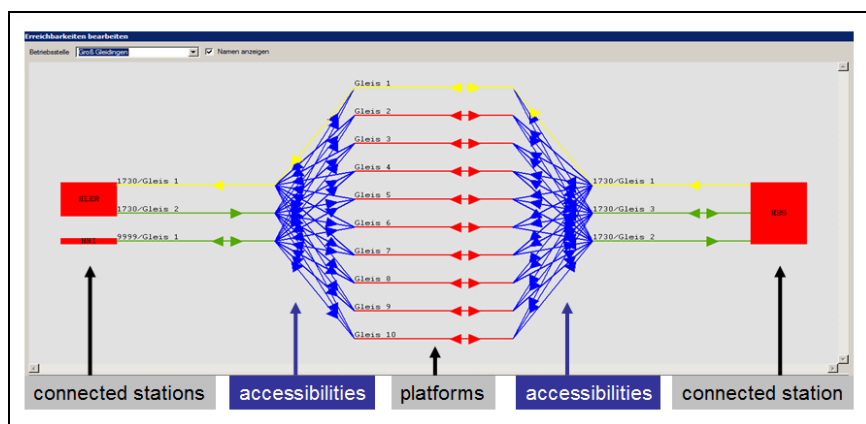 Erreichbarkeiten bearbeiten
Betriebsstelle Groß Gleidingen Namen anzeigen
Gleis 1
Gleis 2
Gleis 3
Gleis 4
Gleis 5
Gleis 6
Gleis 7
Gleis 8
Gleis 9
Gleis 10
HLER
1730/Gleis 1
1730/Gleis 2
9999/Gleis 1
1730/Gleis 1
1730/Gleis 3
1730/Gleis 2
connected stations
accessibilities
platforms
accessibilities
connected station